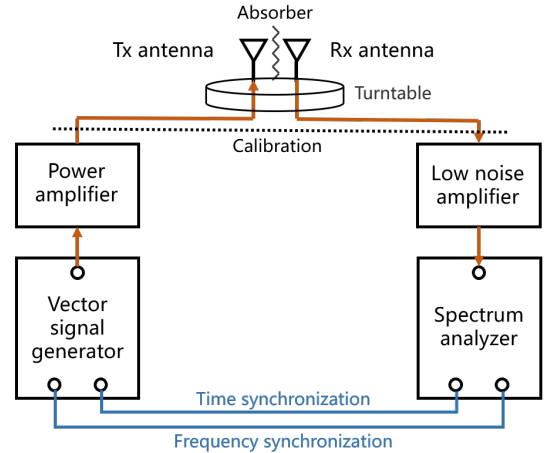 Absorber
Tx antenna
Rx antenna
Turntable
Calibration
Power
amplifier
Low noise
amplifier
Vector
signal
generator
Spectrum
analyzer
Time synchronization
Frequency synchronization